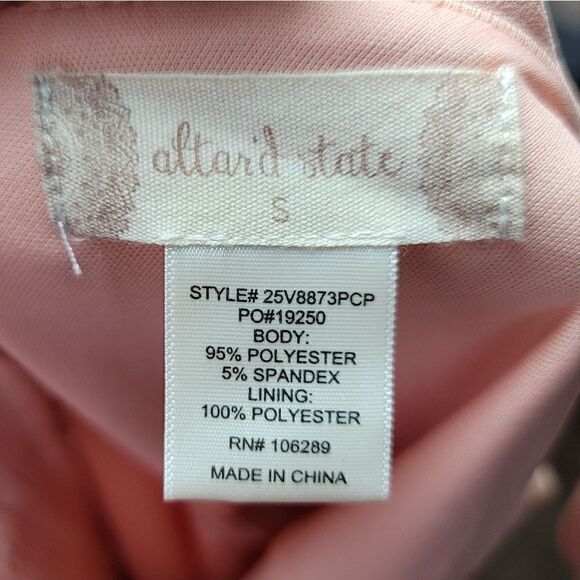 altar'd state
S
STYLE# 25V8873PCP
PO#19250
BODY:
95% POLYESTER
5% SPANDEX
LINING:
100% POLYESTER
RN# 106289
MADE IN CHINA